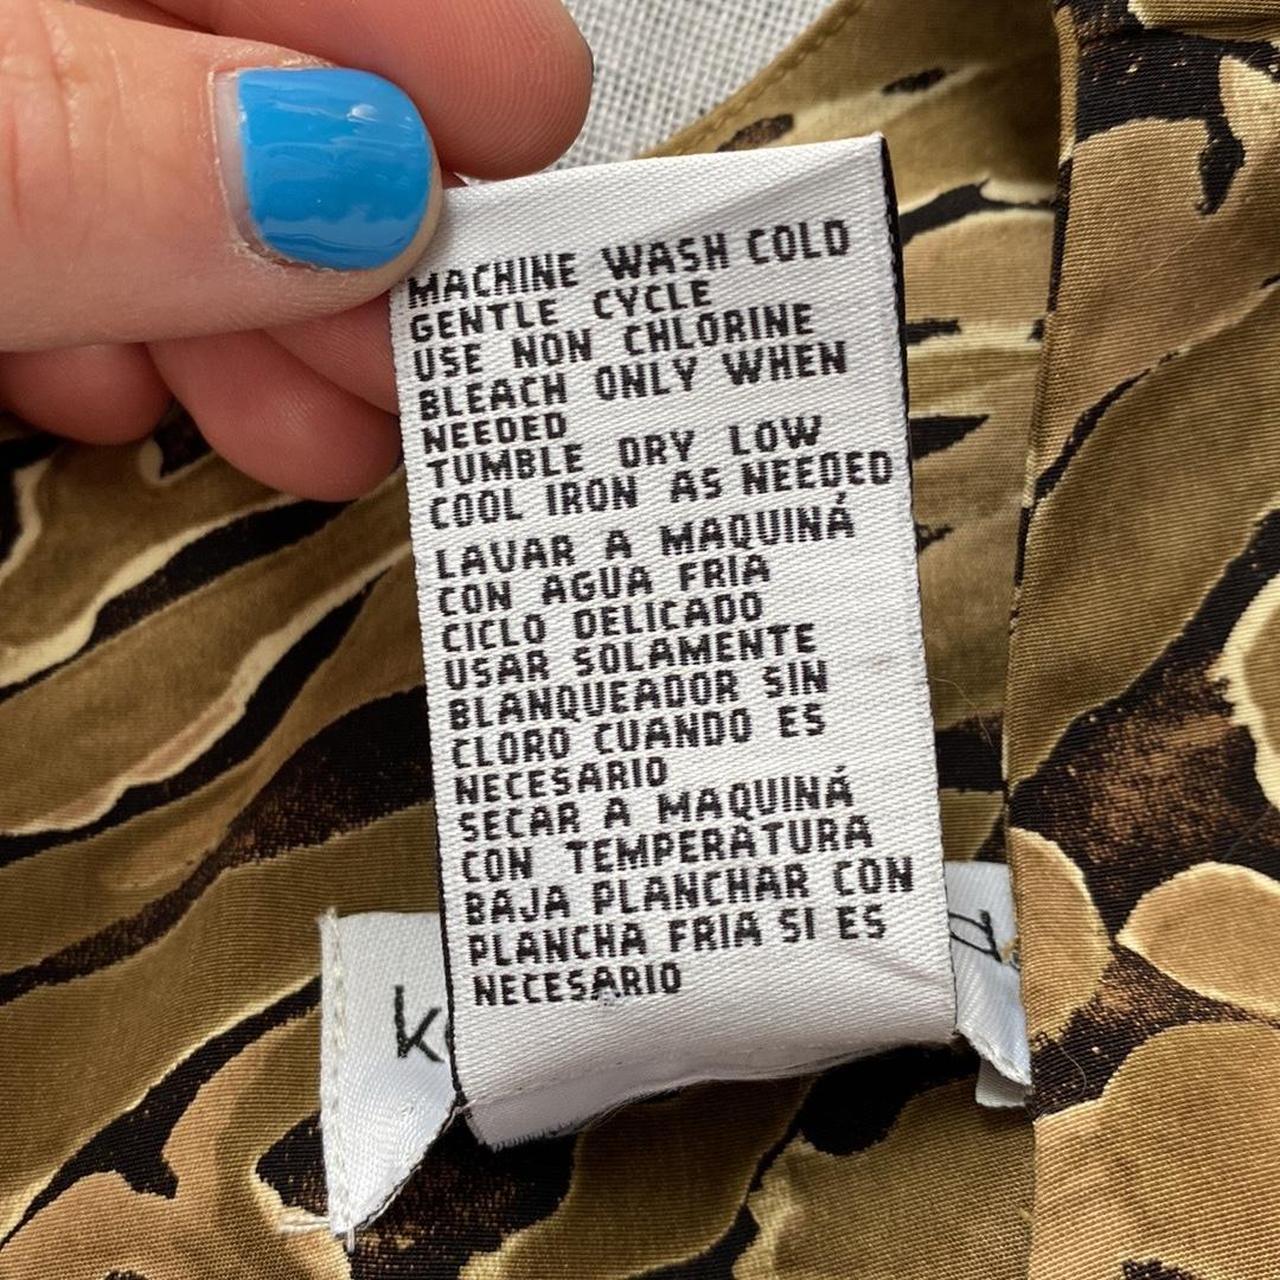 MACHINE WASH COLD
GENTLE CYCLE
USE NON CHLORINE
BLEACH ONLY WHEN
NEEDED
TUMBLE DRY LOW
COOL IRON AS NEEDED
LAVAR A MAQUINÁ
CON AGUA FRIA
CICLO DELICADO
USAR SOLAMENTE
BLANQUEADOR SIN
CLORO CUANDO ES
NECESARIO
SECAR A MAQUINÁ
CON TEMPERATURA
BAJA PLANCHAR CON
PLANCHA FRIA SI ES
NECESARIO